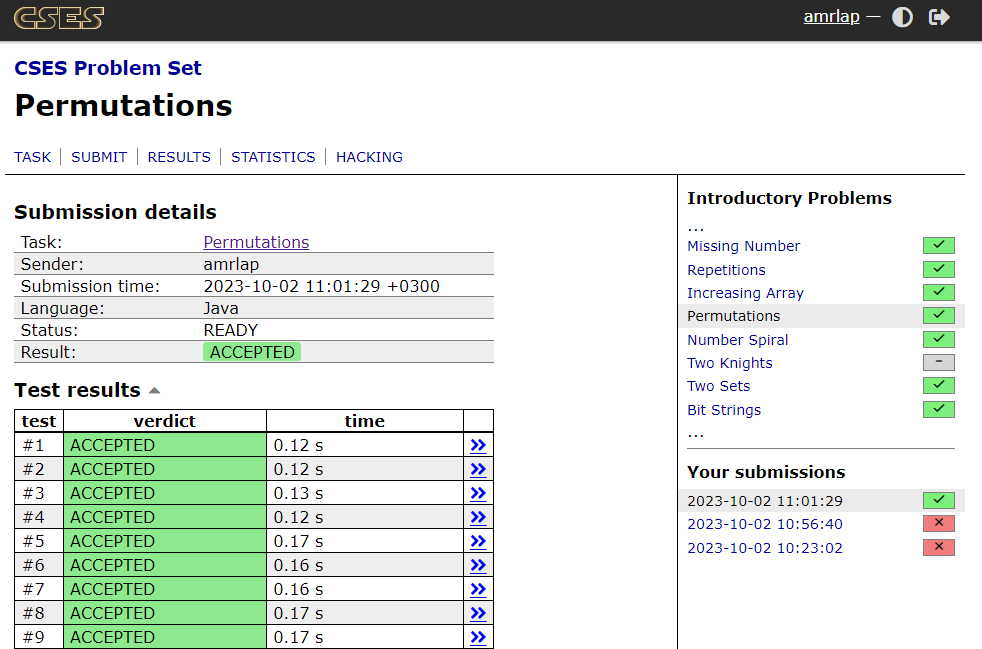 CSES
amrlap —
CSES Problem Set
Permutations
TASK | SUBMIT | RESULTS | STATISTICS | HACKING
Submission details
Task: Permutations
Sender: amrlap
Submission time: 2023-10-02 11:01:29 +0300
Language: Java
Status: READY
Result: ACCEPTED
Test results
test verdict time
#1 ACCEPTED 0.12 s »
#2 ACCEPTED 0.12 s »
#3 ACCEPTED 0.13 s »
#4 ACCEPTED 0.12 s »
#5 ACCEPTED 0.17 s »
#6 ACCEPTED 0.16 s »
#7 ACCEPTED 0.16 s »
#8 ACCEPTED 0.17 s »
#9 ACCEPTED 0.17 s »
Introductory Problems
...
Missing Number
Repetitions
Increasing Array
Permutations
Number Spiral
Two Knights –
Two Sets
Bit Strings
...
Your submissions
2023-10-02 11:01:29
2023-10-02 10:56:40
2023-10-02 10:23:02